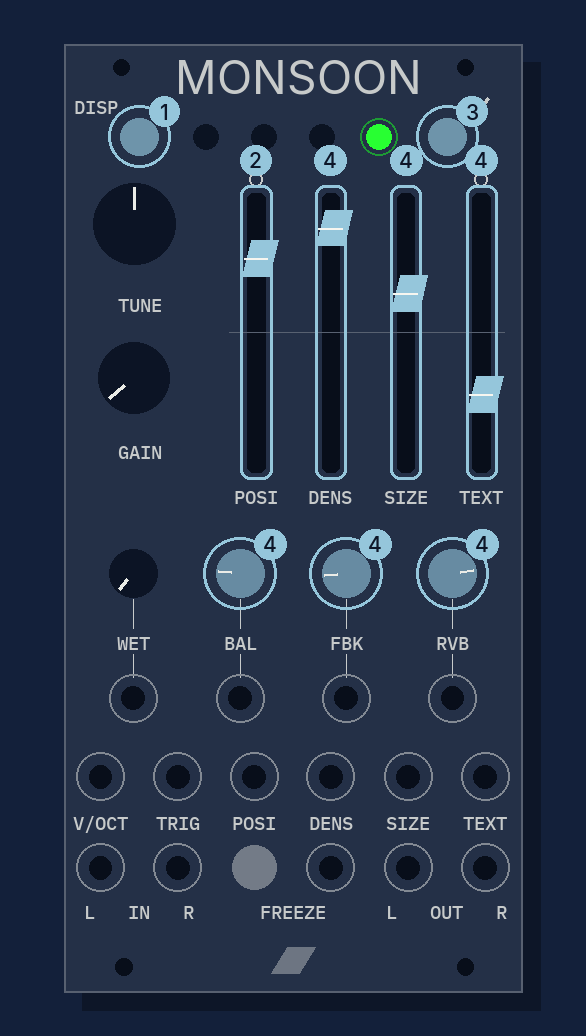 MONSOON
DISP 1 3
2 4 4 4
TUNE
GAIN
POSI DENS SIZE TEXT
4 4 4
WET BAL FBK RVB
V/OCT TRIG POSI DENS SIZE TEXT
L IN R FREEZE L OUT R